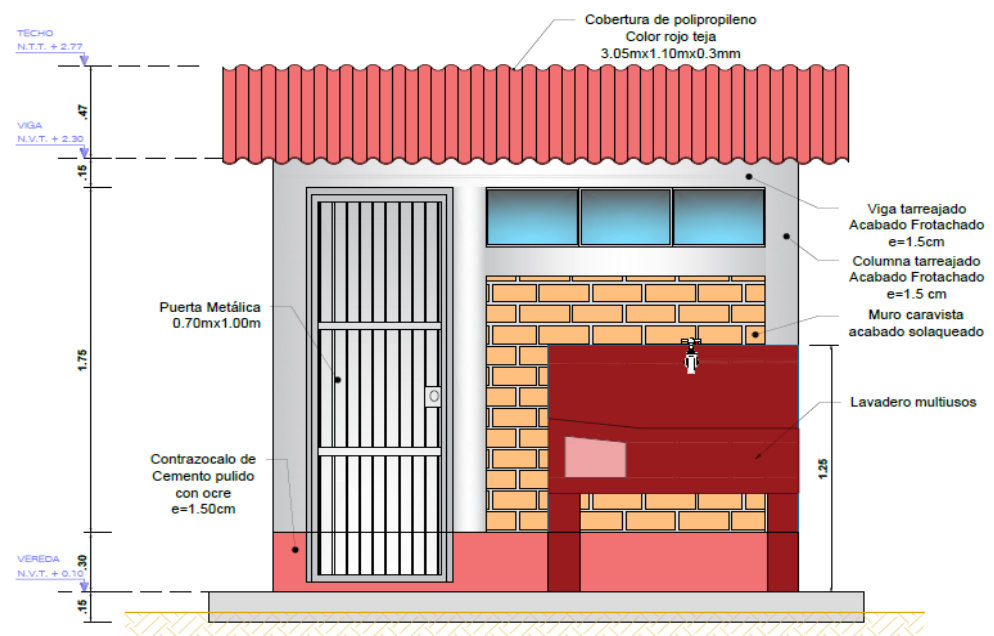 Cobertura de polipropileno
Color rojo teja
3.05mx1.10mx0.3mm
TECHO
N.T.T. + 2.77
.47
VIGA
N.V.T. + 2.30
.15
Viga tarreajado
Acabado Frotachado
e=1.5cm
Columna tarreajado
Acabado Frotachado
e=1.5 cm
Puerta Metálica
0.70mx1.00m
Muro caravista
acabado solaqueado
1.75
Lavadero multiusos
1.25
Contrazocalo de
Cemento pulido
con ocre
e=1.50cm
.30
VEREDA
N.V.T. + 0.10
.15